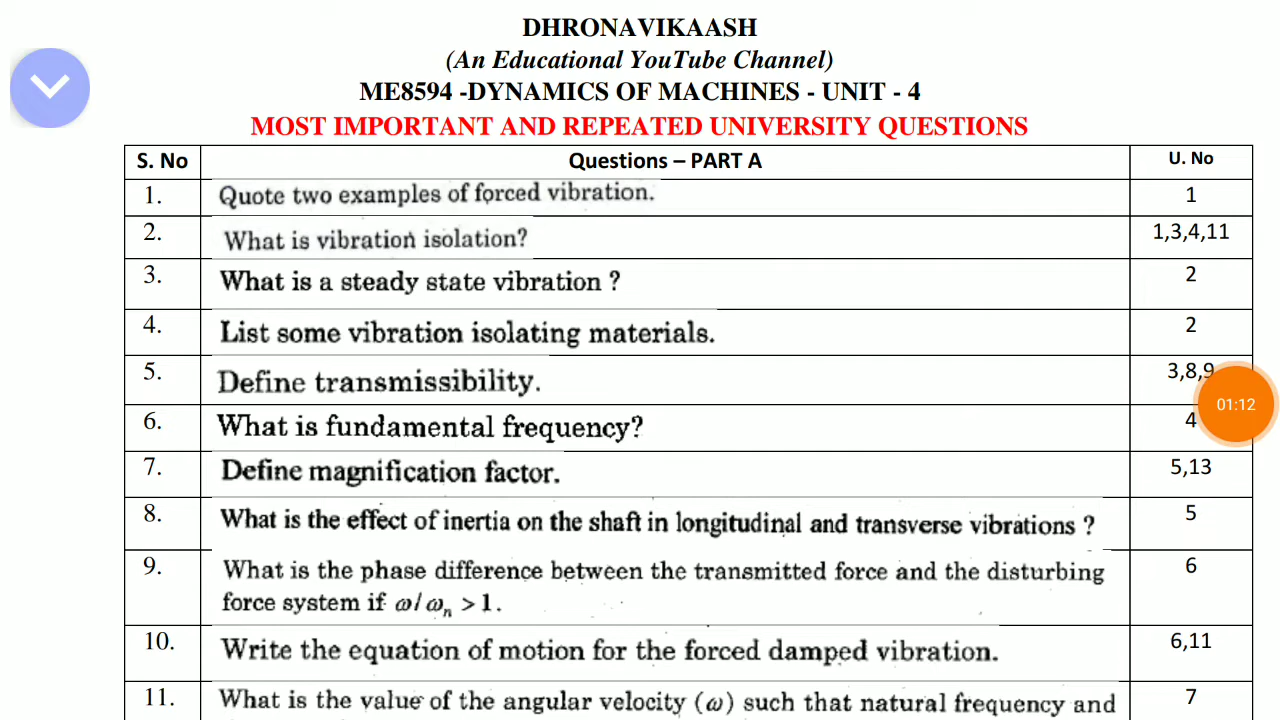 DHRONAVIKAASH
(An Educational YouTube Channel)
ME8594 -DYNAMICS OF MACHINES - UNIT - 4
MOST IMPORTANT AND REPEATED UNIVERSITY QUESTIONS
S. No Questions – PART A U. No
1. Quote two examples of forced vibration. 1
2. What is vibration isolation? 1,3,4,11
3. What is a steady state vibration ? 2
4. List some vibration isolating materials. 2
5. Define transmissibility. 3,8,9
6. What is fundamental frequency? 4
7. Define magnification factor. 5,13
8. What is the effect of inertia on the shaft in longitudinal and transverse vibrations ? 5
9. What is the phase difference between the transmitted force and the disturbing 6
force system if ω/ωn >1.
10. Write the equation of motion for the forced damped vibration. 6,11
11. What is the value of the angular velocity (ω) such that natural frequency and 7
01:12